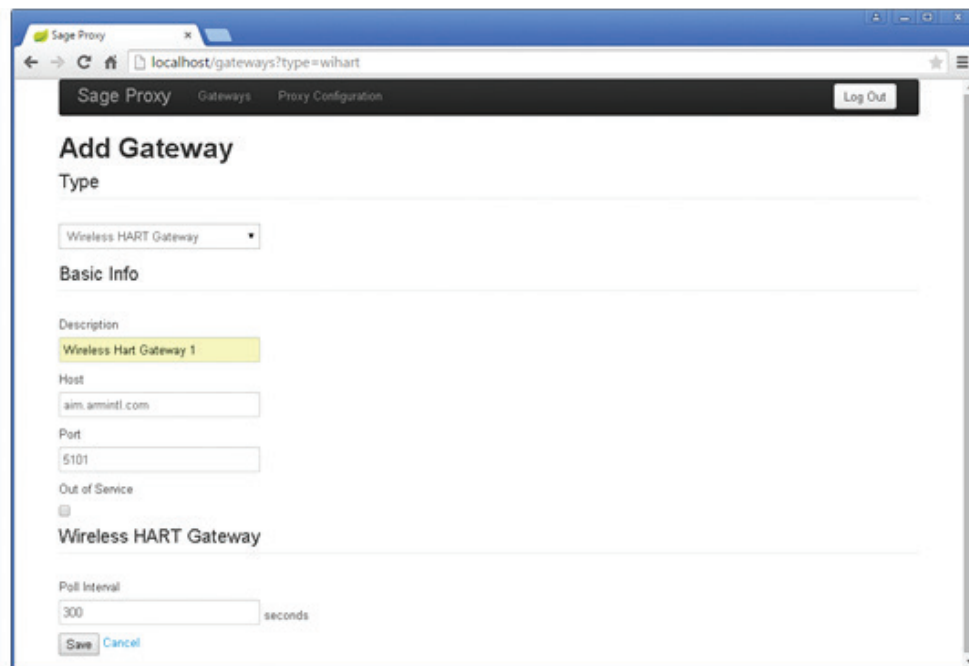 Sage Proxy
localhost/gateways?type=wihart
Sage Proxy Gateways Proxy Configuration Log Out
Add Gateway
Type
Wireless HART Gateway
Basic Info
Description
Wireless Hart Gateway 1
Host
aim.armintl.com
Port
5101
Out of Service
Wireless HART Gateway
Poll Interval
300 seconds
Save Cancel